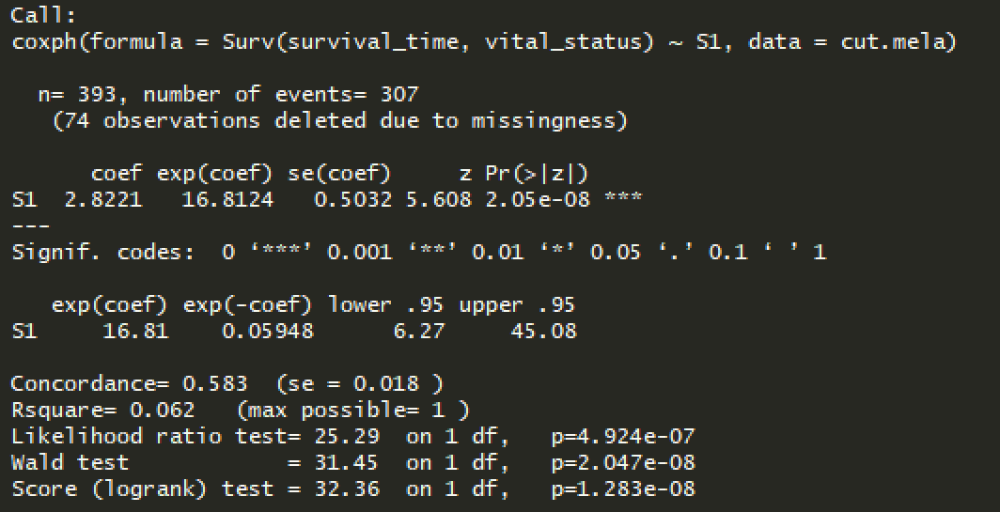 Call:
coxph(formula = Surv(survival_time, vital_status) ~ S1, data = cut.mela)
n= 393, number of events= 307
(74 observations deleted due to missingness)
coef exp(coef) se(coef) z Pr(>|z|)
S1 2.8221 16.8124 0.5032 5.608 2.05e-08 ***
---
Signif. codes: 0 ‘***’ 0.001 ‘**’ 0.01 ‘*’ 0.05 ‘.’ 0.1 ‘ ’ 1
exp(coef) exp(-coef) lower .95 upper .95
S1 16.81 0.05948 6.27 45.08
Concordance= 0.583 (se = 0.018 )
Rsquare= 0.062 (max possible= 1 )
Likelihood ratio test= 25.29 on 1 df, p=4.924e-07
Wald test = 31.45 on 1 df, p=2.047e-08
Score (logrank) test = 32.36 on 1 df, p=1.283e-08